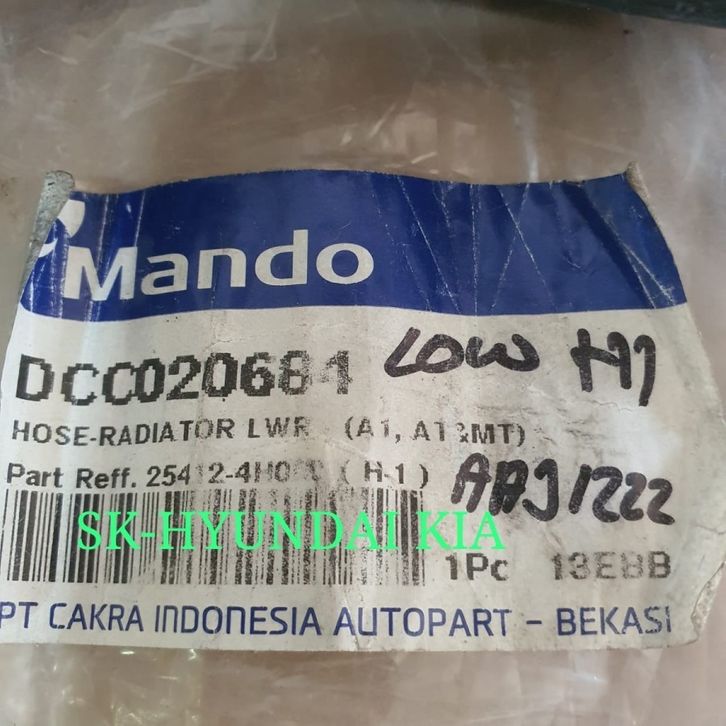 Mando
DCC020684
LOW H1
HOSE-RADIATOR LWR (A1, A1&MT)
Part Reff. 25412-4H0 ( H-1 )
SK-HYUNDAI KIA
1Pc 13EBB
PT CAKRA INDONESIA AUTOPART - BEKASI